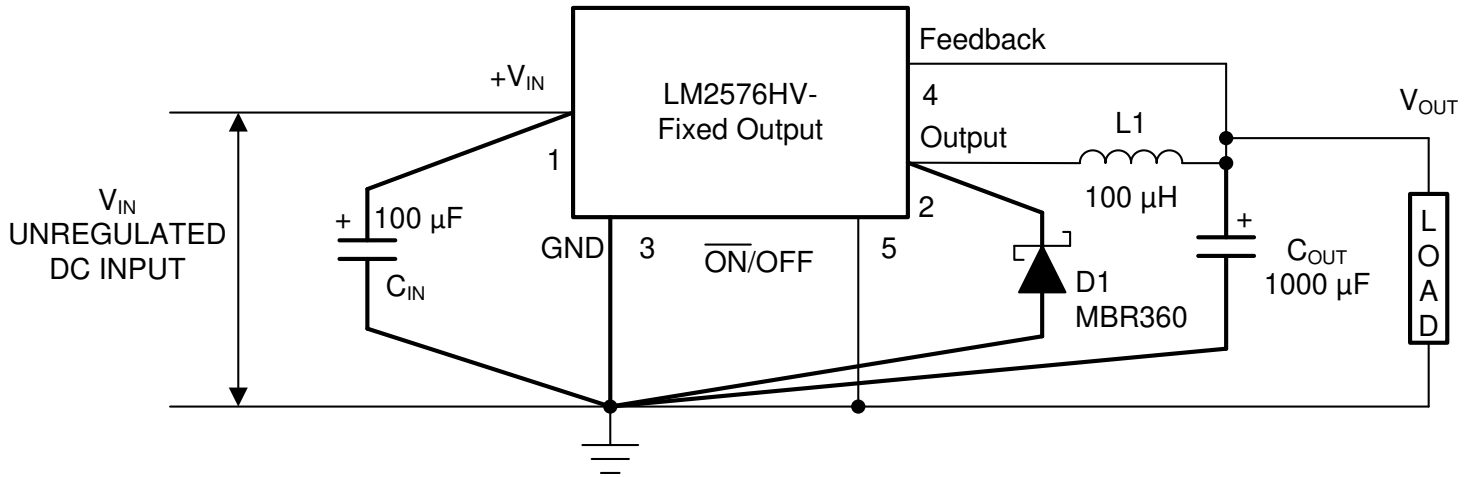 Feedback
+VIN
LM2576HV-
Fixed Output
4
VOUT
Output
L1
1
VIN
UNREGULATED
DC INPUT
+
100 µF
CIN
GND
3
ON/OFF
5
2
100 µH
D1
MBR360
+
COUT
1000 µF
LOAD